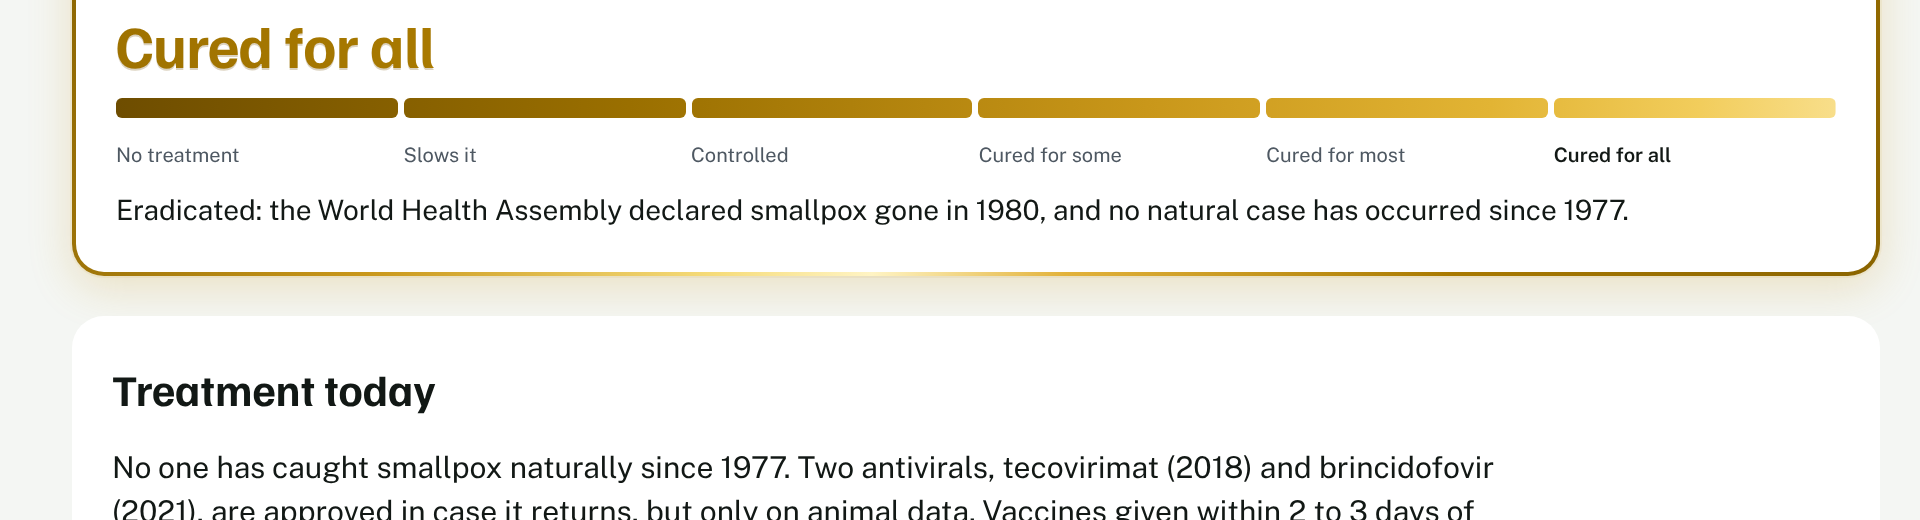 Cured for all
No treatment
Slows it
Controlled
Cured for some
Cured for most
Cured for all
Eradicated: the World Health Assembly declared smallpox gone in 1980, and no natural case has occurred since 1977.
Treatment today
No one has caught smallpox naturally since 1977. Two antivirals, tecovirimat (2018) and brincidofovir
(2021), are approved in case it returns, but only on animal data. Vaccines given within 2 to 3 days of